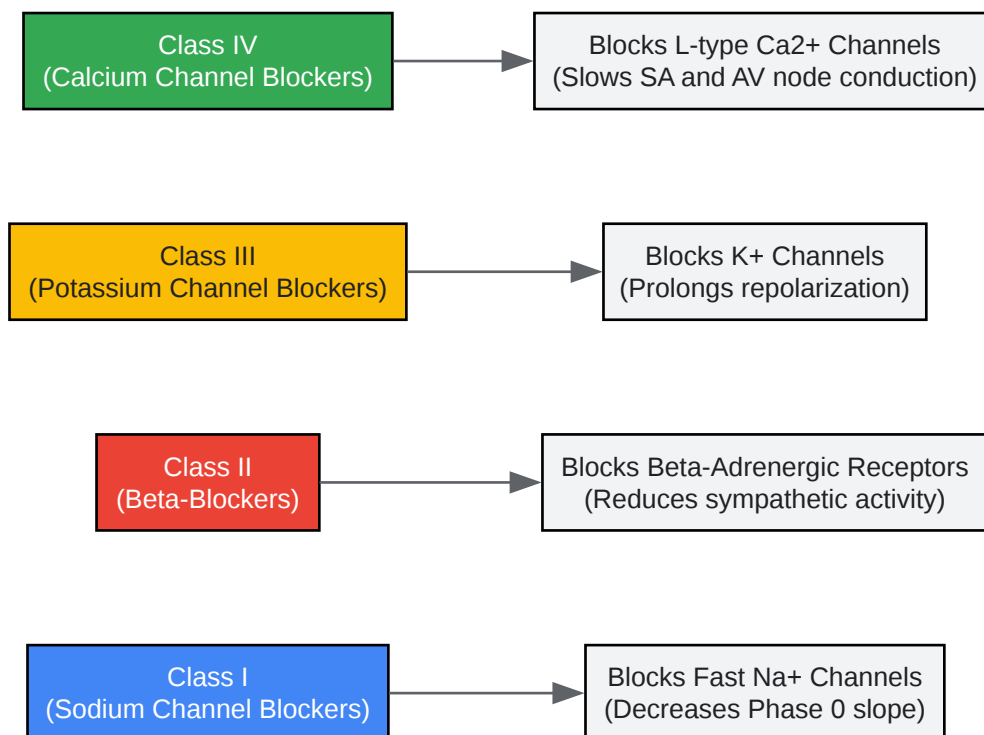 Class IV
(Calcium Channel Blockers)
Blocks L-type Ca2+ Channels
(Slows SA and AV node conduction)
Class III
(Potassium Channel Blockers)
Blocks K+ Channels
(Prolongs repolarization)
Class II
(Beta-Blockers)
Blocks Beta-Adrenergic Receptors
(Reduces sympathetic activity)
Class I
(Sodium Channel Blockers)
Blocks Fast Na+ Channels
(Decreases Phase 0 slope)